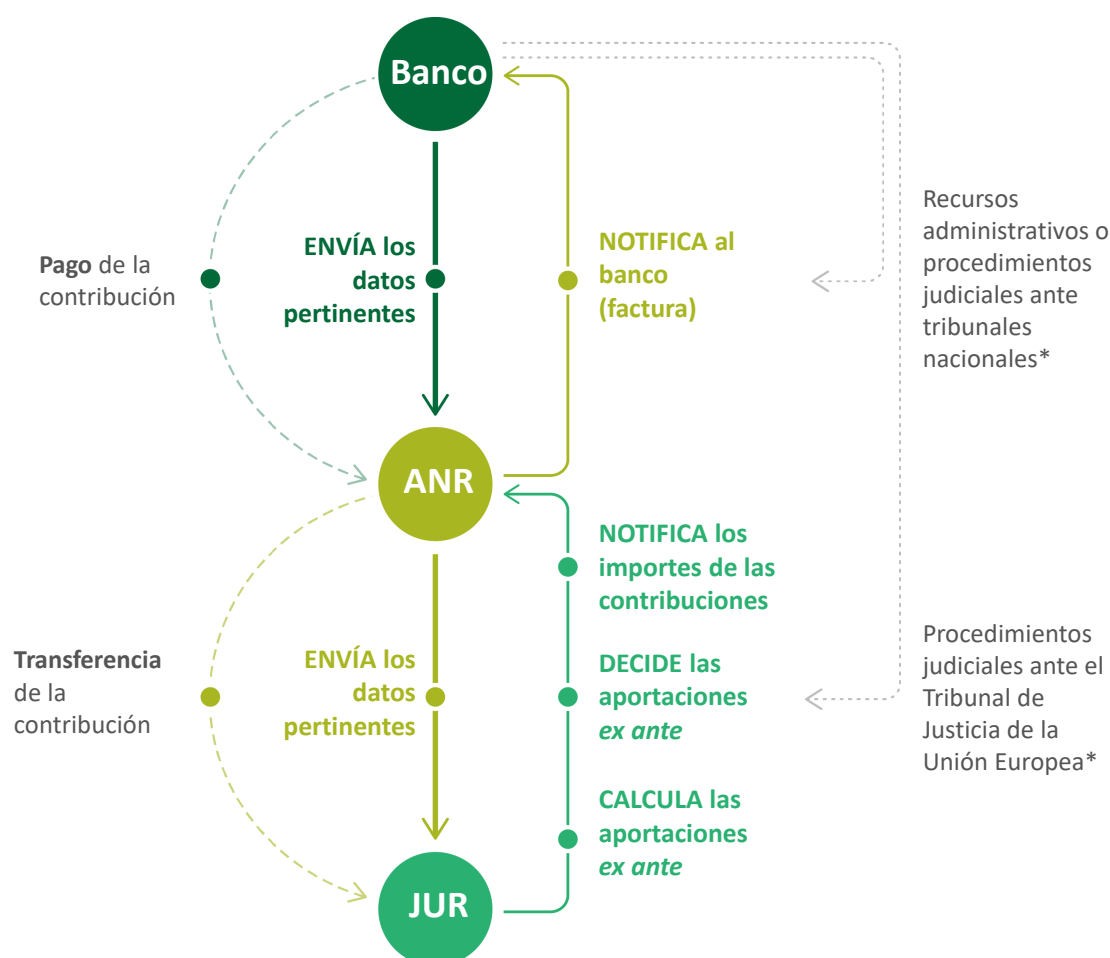 Banco
Pago de la
contribución
ENVÍA los
datos
pertinentes
NOTIFICA al
banco
(factura)
Recursos
administrativos o
procedimientos
judiciales ante
tribunales
nacionales*
ANR
Transferencia
de la
contribución
ENVÍA los
datos
pertinentes
NOTIFICA los
importes de las
contribuciones
DECIDE las
aportaciones
ex ante
CALCULA las
aportaciones
ex ante
Procedimientos
judiciales ante el
Tribunal de
Justicia de la
Unión Europea*
JUR